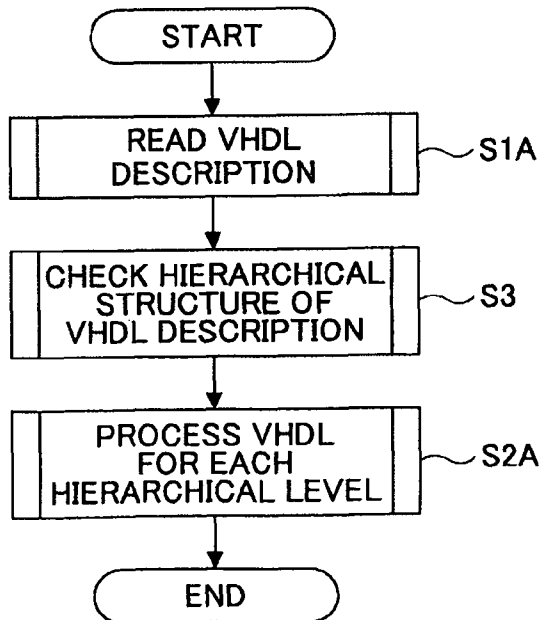 START
READ VHDL
DESCRIPTION
S1A
CHECK HIERARCHICAL
STRUCTURE OF
VHDL DESCRIPTION
S3
PROCESS VHDL
FOR EACH
HIERARCHICAL LEVEL
S2A
END